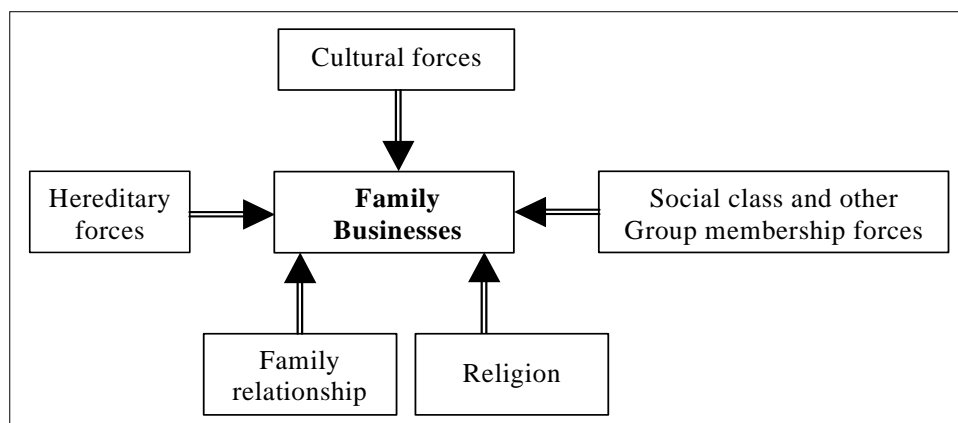 Cultural forces
Hereditary
forces
Family
Businesses
Social class and other
Group membership forces
Family
relationship
Religion